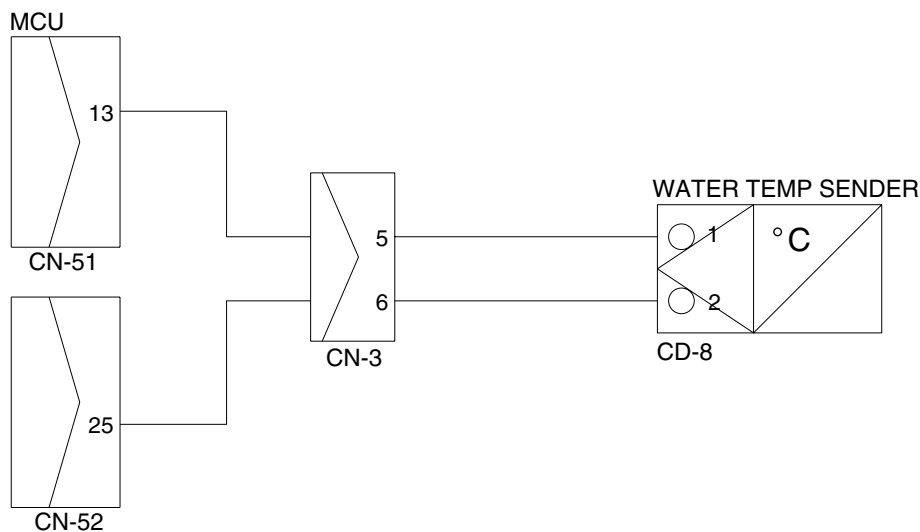 MCU
13
CN-51
WATER TEMP SENDER
5
1
°C
6
2
CN-3
CD-8
25
CN-52